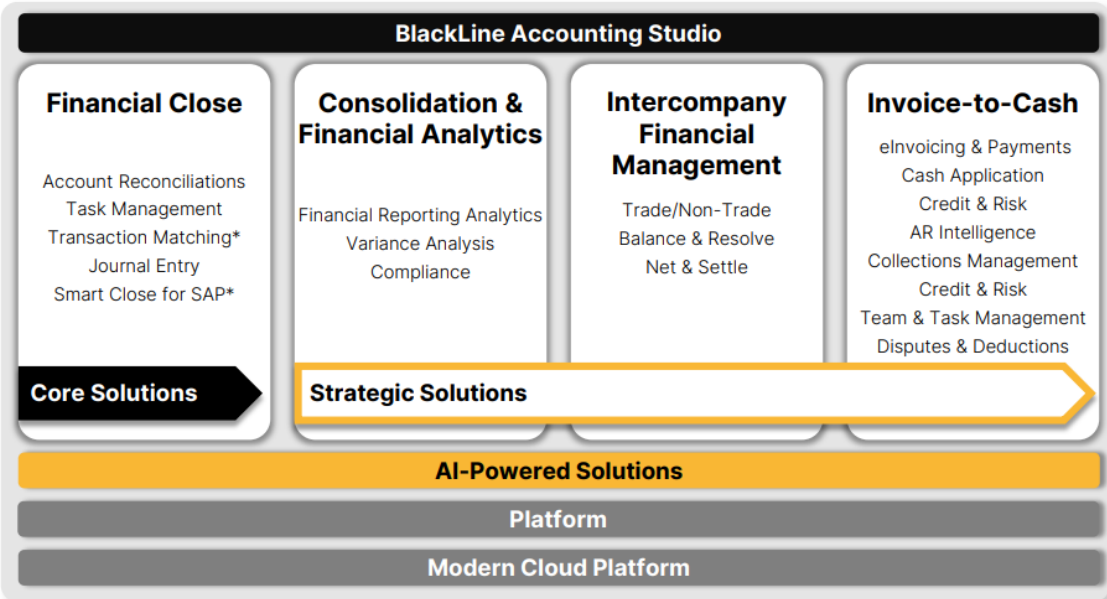 BlackLine Accounting Studio
Financial Close
Account Reconciliations
Task Management
Transaction Matching*
Journal Entry
Smart Close for SAP*
Consolidation &
Financial Analytics
Financial Reporting Analytics
Variance Analysis
Compliance
Intercompany
Financial
Management
Trade/Non-Trade
Balance & Resolve
Net & Settle
Invoice-to-Cash
eInvoicing & Payments
Cash Application
Credit & Risk
AR Intelligence
Collections Management
Credit & Risk
Team & Task Management
Disputes & Deductions
Core Solutions
Strategic Solutions
AI-Powered Solutions
Platform
Modern Cloud Platform